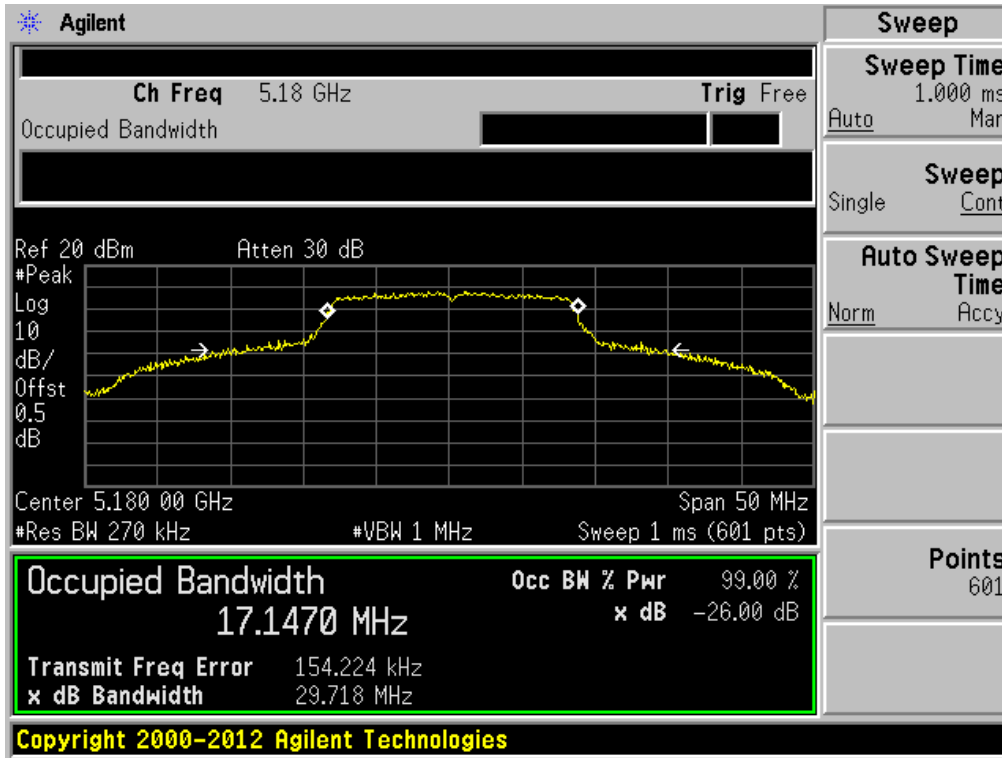 Agilent
Sweep
Ch Freq 5.18 GHz Trig Free
Occupied Bandwidth
Sweep Time
1.000 ms
Auto Man
Sweep
Single Cont
Auto Sweep
Time
Norm Accy
Points
601
Ref 20 dBm Atten 30 dB
#Peak
Log
10
dB/
Offst
0.5
dB
Center 5.180 00 GHz Span 50 MHz
#Res BW 270 kHz #VBW 1 MHz Sweep 1 ms (601 pts)
Occupied Bandwidth Occ BW % Pwr 99.00 %
17.1470 MHz x dB -26.00 dB
Transmit Freq Error 154.224 kHz
x dB Bandwidth 29.718 MHz
Copyright 2000-2012 Agilent Technologies